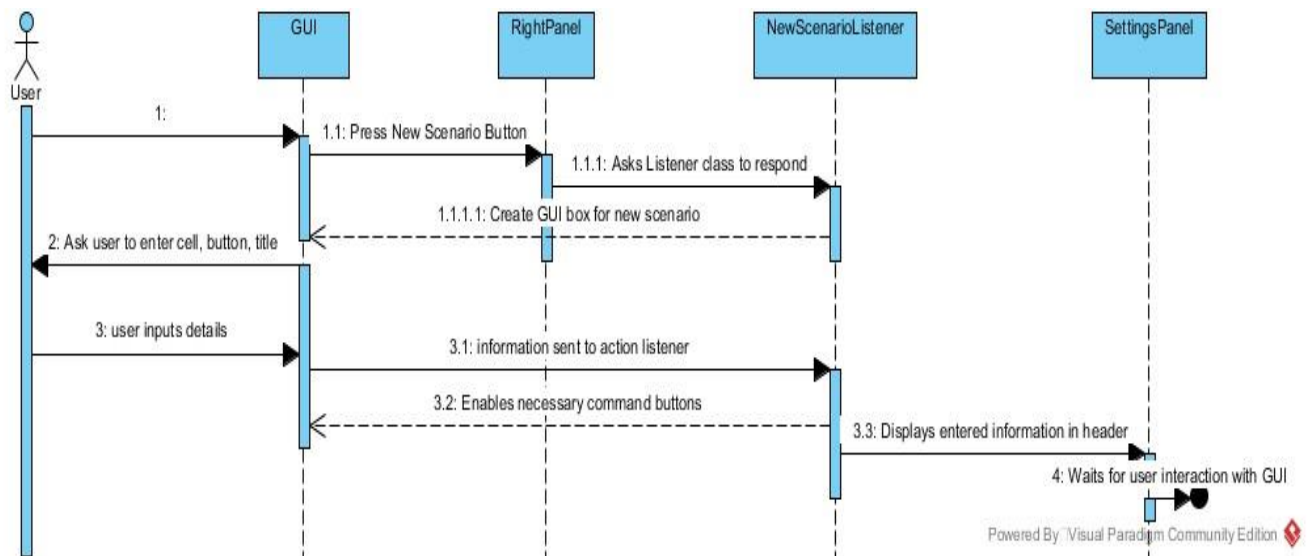 GUI
RightPanel
NewScenarioListener
SettingsPanel
User
1:
1.1: Press New Scenario Button
1.1.1: Asks Listener class to respond
1.1.1.1: Create GUI box for new scenario
2: Ask user to enter cell, button, title
3: user inputs details
3.1: information sent to action listener
3.2: Enables necessary command buttons
3.3: Displays entered information in header
4: Waits for user interaction with GUI
Powered By Visual Paradigm Community Edition